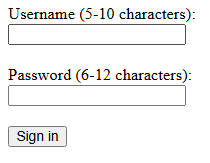 Username (5-10 characters):
Password (6-12 characters):
Sign in